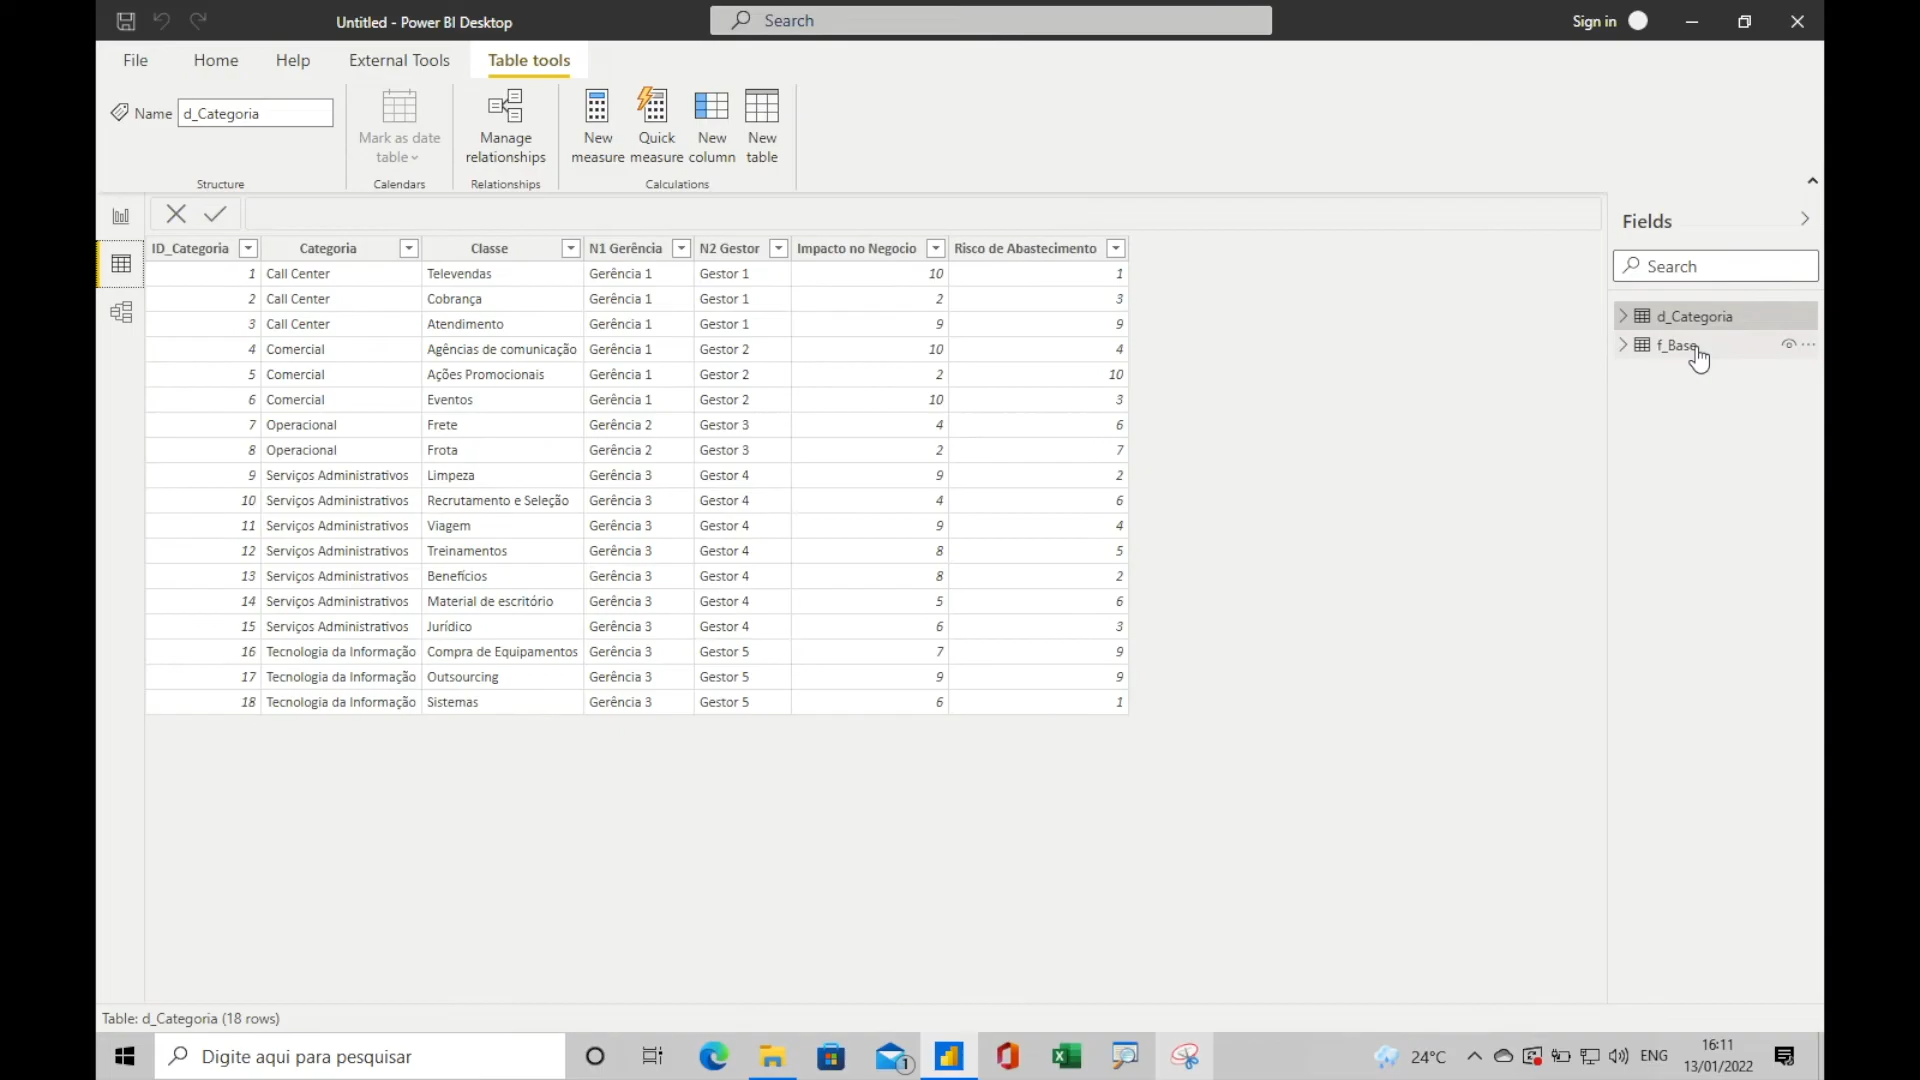 Untitled - Power BI Desktop
Search
Sign in
File
Home
Help
External Tools
Table tools
Name
d_Categoria
Mark as date
table
Manage
relationships
New
measure
Quick
measure
New
column
New
table
Structure
Calendars
Relationships
Calculations
Fields
Search
d_Categoria
f_Base
ID_Categoria Categoria Classe N1 Gerência N2 Gestor Impacto no Negocio Risco de Abastecimento
1 Call Center Televendas Gerência 1 Gestor 1 10 1
2 Call Center Cobrança Gerência 1 Gestor 1 2 3
3 Call Center Atendimento Gerência 1 Gestor 1 9 9
4 Comercial Agências de comunicação Gerência 1 Gestor 2 10 4
5 Comercial Ações Promocionais Gerência 1 Gestor 2 2 10
6 Comercial Eventos Gerência 1 Gestor 2 10 3
7 Operacional Frete Gerência 2 Gestor 3 4 6
8 Operacional Frota Gerência 2 Gestor 3 2 7
9 Serviços Administrativos Limpeza Gerência 3 Gestor 4 9 2
10 Serviços Administrativos Recrutamento e Seleção Gerência 3 Gestor 4 4 6
11 Serviços Administrativos Viagem Gerência 3 Gestor 4 9 4
12 Serviços Administrativos Treinamentos Gerência 3 Gestor 4 8 5
13 Serviços Administrativos Benefícios Gerência 3 Gestor 4 8 2
14 Serviços Administrativos Material de escritório Gerência 3 Gestor 4 5 6
15 Serviços Administrativos Jurídico Gerência 3 Gestor 4 6 3
16 Tecnologia da Informação Compra de Equipamentos Gerência 3 Gestor 5 7 9
17 Tecnologia da Informação Outsourcing Gerência 3 Gestor 5 9 9
18 Tecnologia da Informação Sistemas Gerência 3 Gestor 5 6 1
Table: d_Categoria (18 rows)
Digite aqui para pesquisar
1
24°C
ENG
16:11
13/01/2022